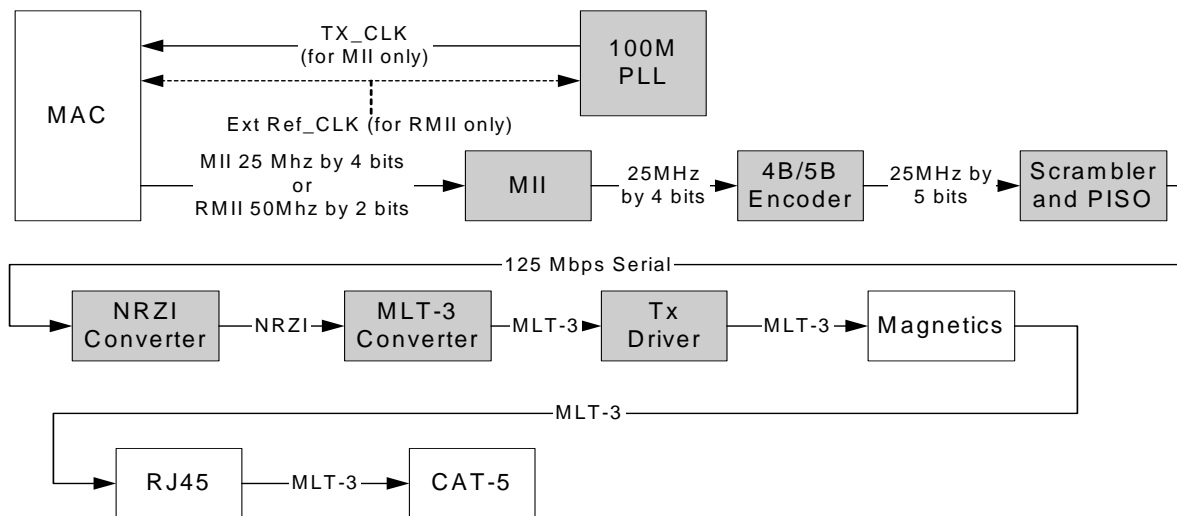 TX_CLK
(for MII only)
100M
PLL
MAC
Ext Ref_CLK (for RMII only)
MII 25 Mhz by 4 bits
or
RMII 50Mhz by 2 bits
MII
25MHz
by 4 bits
4B/5B
Encoder
25MHz by
5 bits
Scrambler
and PISO
125 Mbps Serial
NRZI
Converter
NRZI
MLT-3
Converter
MLT-3
Tx
Driver
MLT-3
Magnetics
MLT-3
RJ45
MLT-3
CAT-5